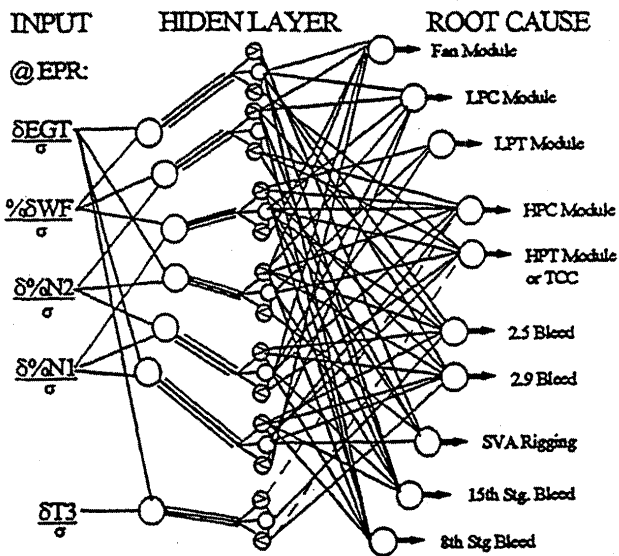 INPUT
HIDEN LAYER
ROOT CAUSE
@ EPR:
δEGT
σ
%δWF
σ
δ%N2
σ
δ%N1
σ
δT3
σ
Fan Module
LPC Module
LPT Module
HPC Module
HPT Module
or TCC
2.5 Bleed
2.9 Bleed
SVA Rigging
15th Stg. Bleed
8th Stg Bleed